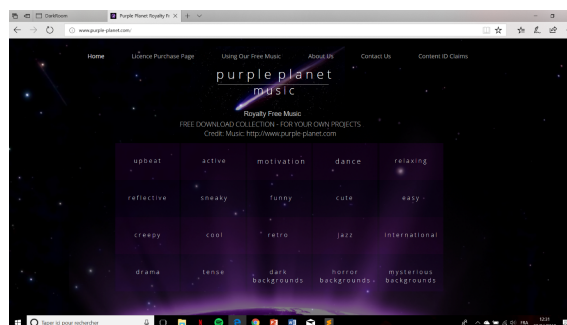 DarkRoom
Purple Planet Royalty Fr
www.purple-planet.com/
Home Licence Purchase Page Using Our Free Music About Us Contact Us Content ID Claims
purple planet
music
Royalty Free Music
FREE DOWNLOAD COLLECTION - FOR YOUR OWN PROJECTS
Credit: Music: http://www.purple-planet.com
upbeat active motivation dance relaxing
reflective sneaky funny cute easy
creepy cool retro jazz international
drama tense dark backgrounds horror backgrounds mysterious backgrounds
Taper ici pour rechercher
FRA 12:31